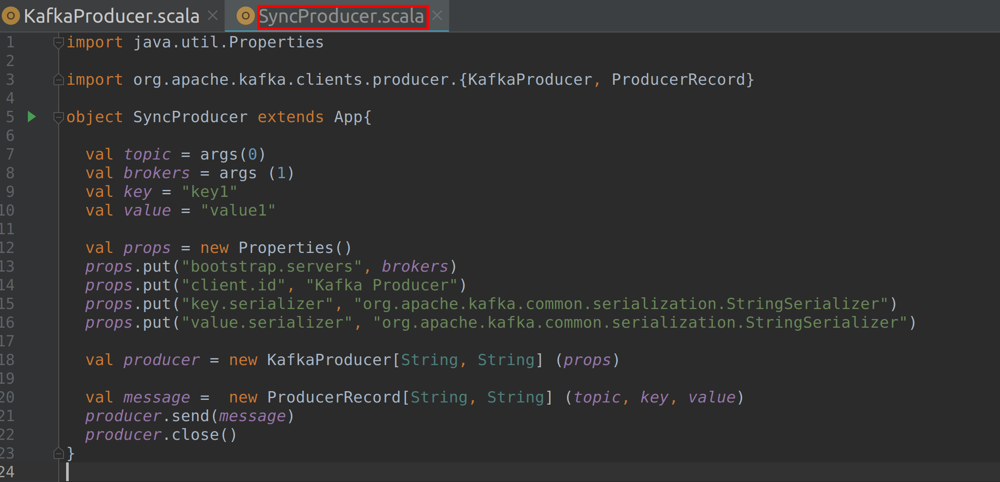 KafkaProducer.scala SyncProducer.scala
1 import java.util.Properties
2
3 import org.apache.kafka.clients.producer.{KafkaProducer, ProducerRecord}
4
5 object SyncProducer extends App{
6
7   val topic = args(0)
8   val brokers = args (1)
9   val key = "key1"
10   val value = "value1"
11
12   val props = new Properties()
13   props.put("bootstrap.servers", brokers)
14   props.put("client.id", "Kafka Producer")
15   props.put("key.serializer", "org.apache.kafka.common.serialization.StringSerializer")
16   props.put("value.serializer", "org.apache.kafka.common.serialization.StringSerializer")
17
18   val producer = new KafkaProducer[String, String] (props)
19
20   val message =  new ProducerRecord[String, String] (topic, key, value)
21   producer.send(message)
22   producer.close()
23 }
24